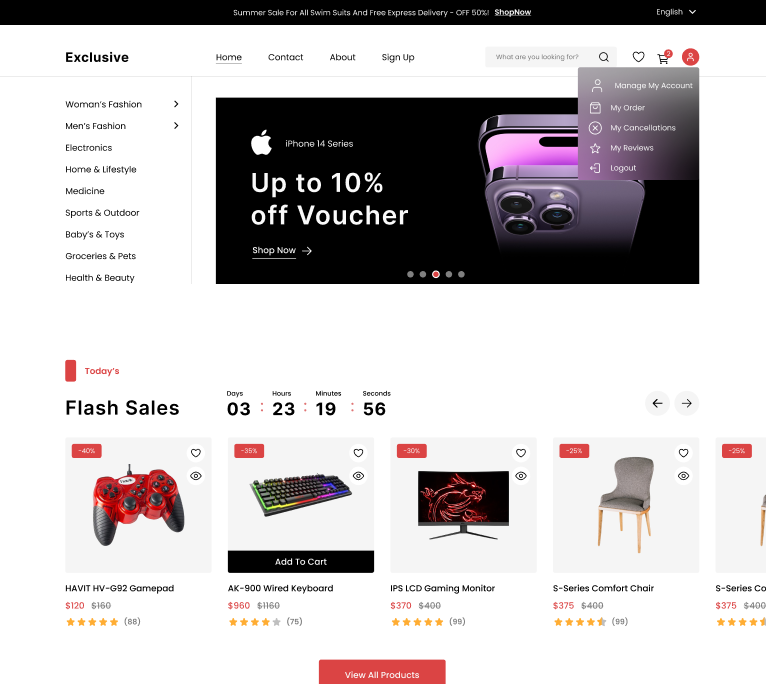 Summer Sale For All Swim Suits And Free Express Delivery - OFF 50%! ShopNow
English
Exclusive
Home
Contact
About
Sign Up
What are you looking for?
2
Manage My Account
My Order
My Cancellations
My Reviews
Logout
Woman's Fashion
Men's Fashion
Electronics
Home & Lifestyle
Medicine
Sports & Outdoor
Baby's & Toys
Groceries & Pets
Health & Beauty
iPhone 14 Series
Up to 10%
off Voucher
Shop Now
Today's
Flash Sales
Days
Hours
Minutes
Seconds
03 : 23 : 19 : 56
-40%
-35%
-30%
-25%
-25%
Add To Cart
HAVIT HV-G92 Gamepad
$120 $160
(88)
AK-900 Wired Keyboard
$960 $1160
(75)
IPS LCD Gaming Monitor
$370 $400
(99)
S-Series Comfort Chair
$375 $400
(99)
S-Series Co
$375 $400
View All Products